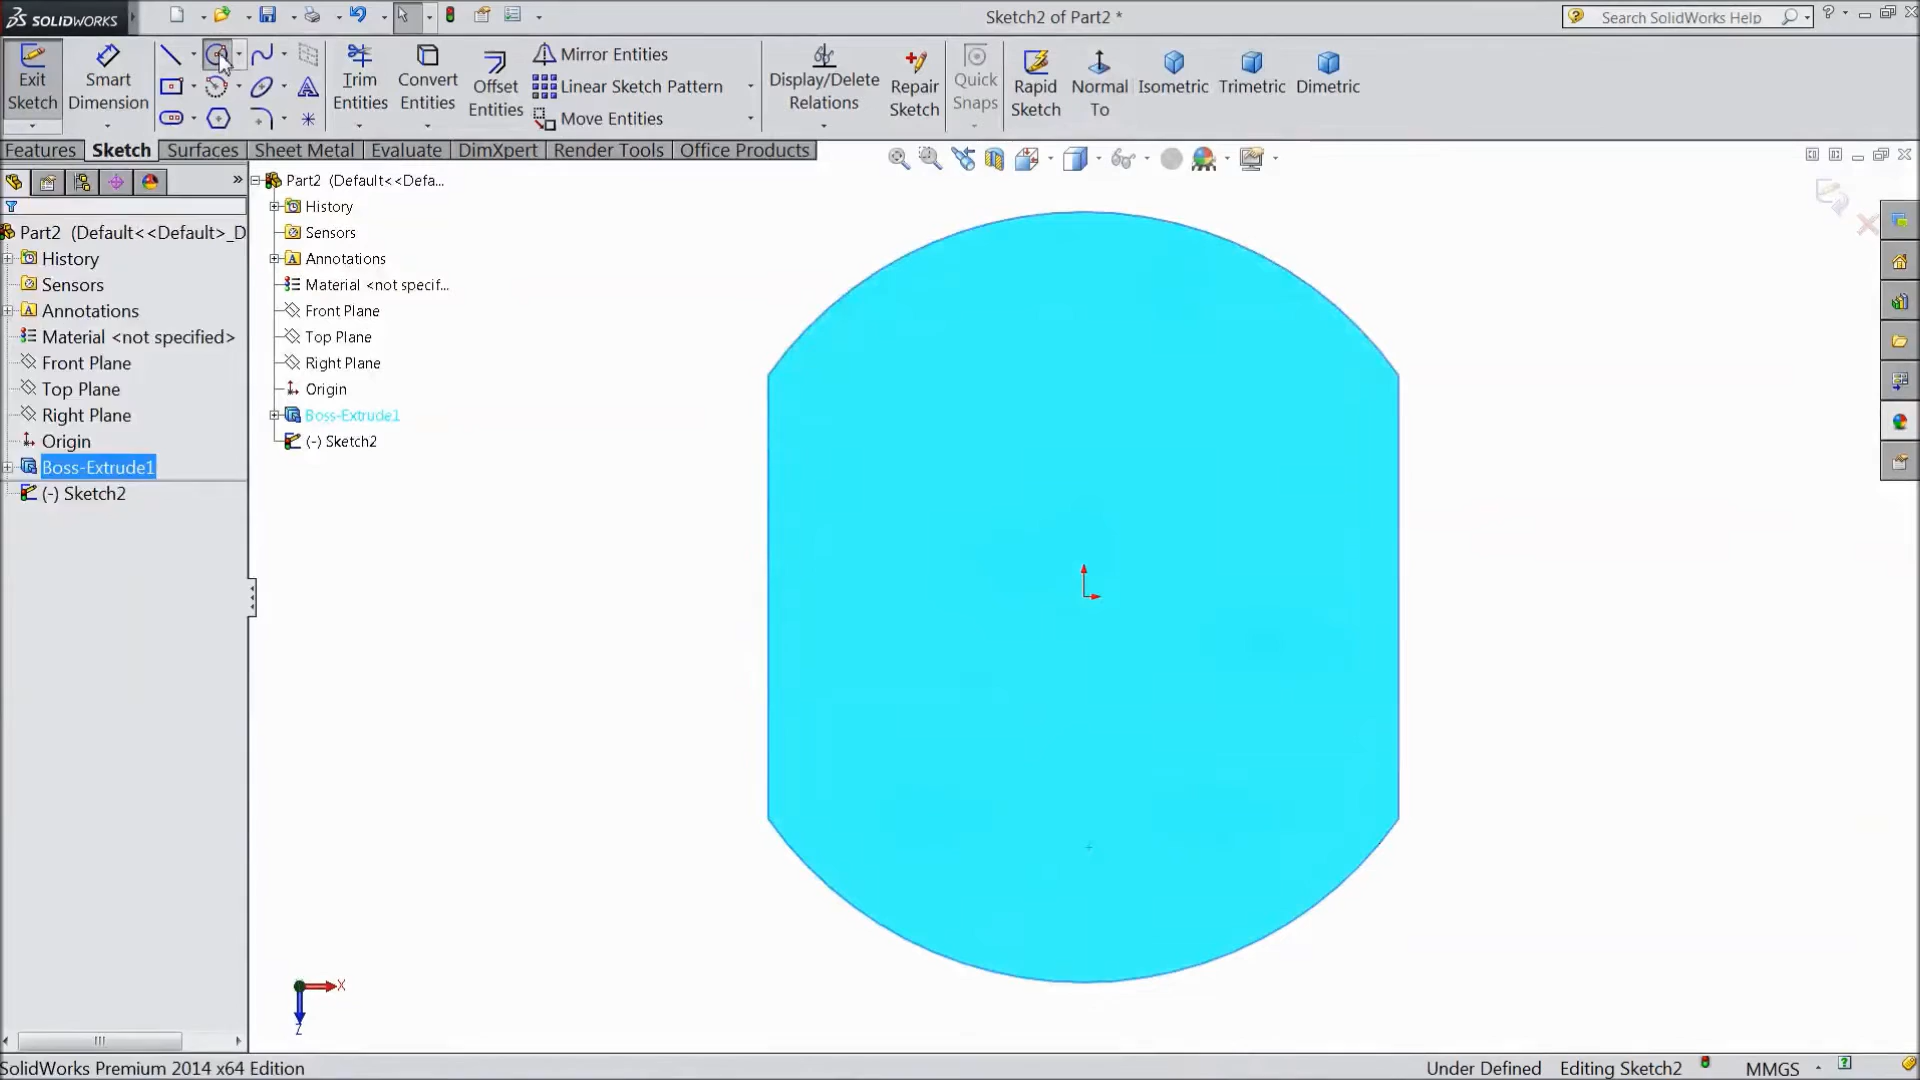 SOLIDWORKS
Sketch2 of Part2 *
Search SolidWorks Help
Exit Sketch
Smart Dimension
Trim Entities
Convert Entities
Offset Entities
Mirror Entities
Linear Sketch Pattern
Move Entities
Display/Delete Relations
Repair Sketch
Quick Snaps
Rapid Sketch
Normal To
Isometric
Trimetric
Dimetric
Features
Sketch
Surfaces
Sheet Metal
Evaluate
DimXpert
Render Tools
Office Products
Part2 (Default<<Default>_D
History
Sensors
Annotations
Material <not specified>
Front Plane
Top Plane
Right Plane
Origin
Boss-Extrude1
(-) Sketch2
Part2 (Default<<Defa...
History
Sensors
Annotations
Material <not specif...
Front Plane
Top Plane
Right Plane
Origin
Boss-Extrude1
(-) Sketch2
X
Z
SolidWorks Premium 2014 x64 Edition
Under Defined
Editing Sketch2
MMGS